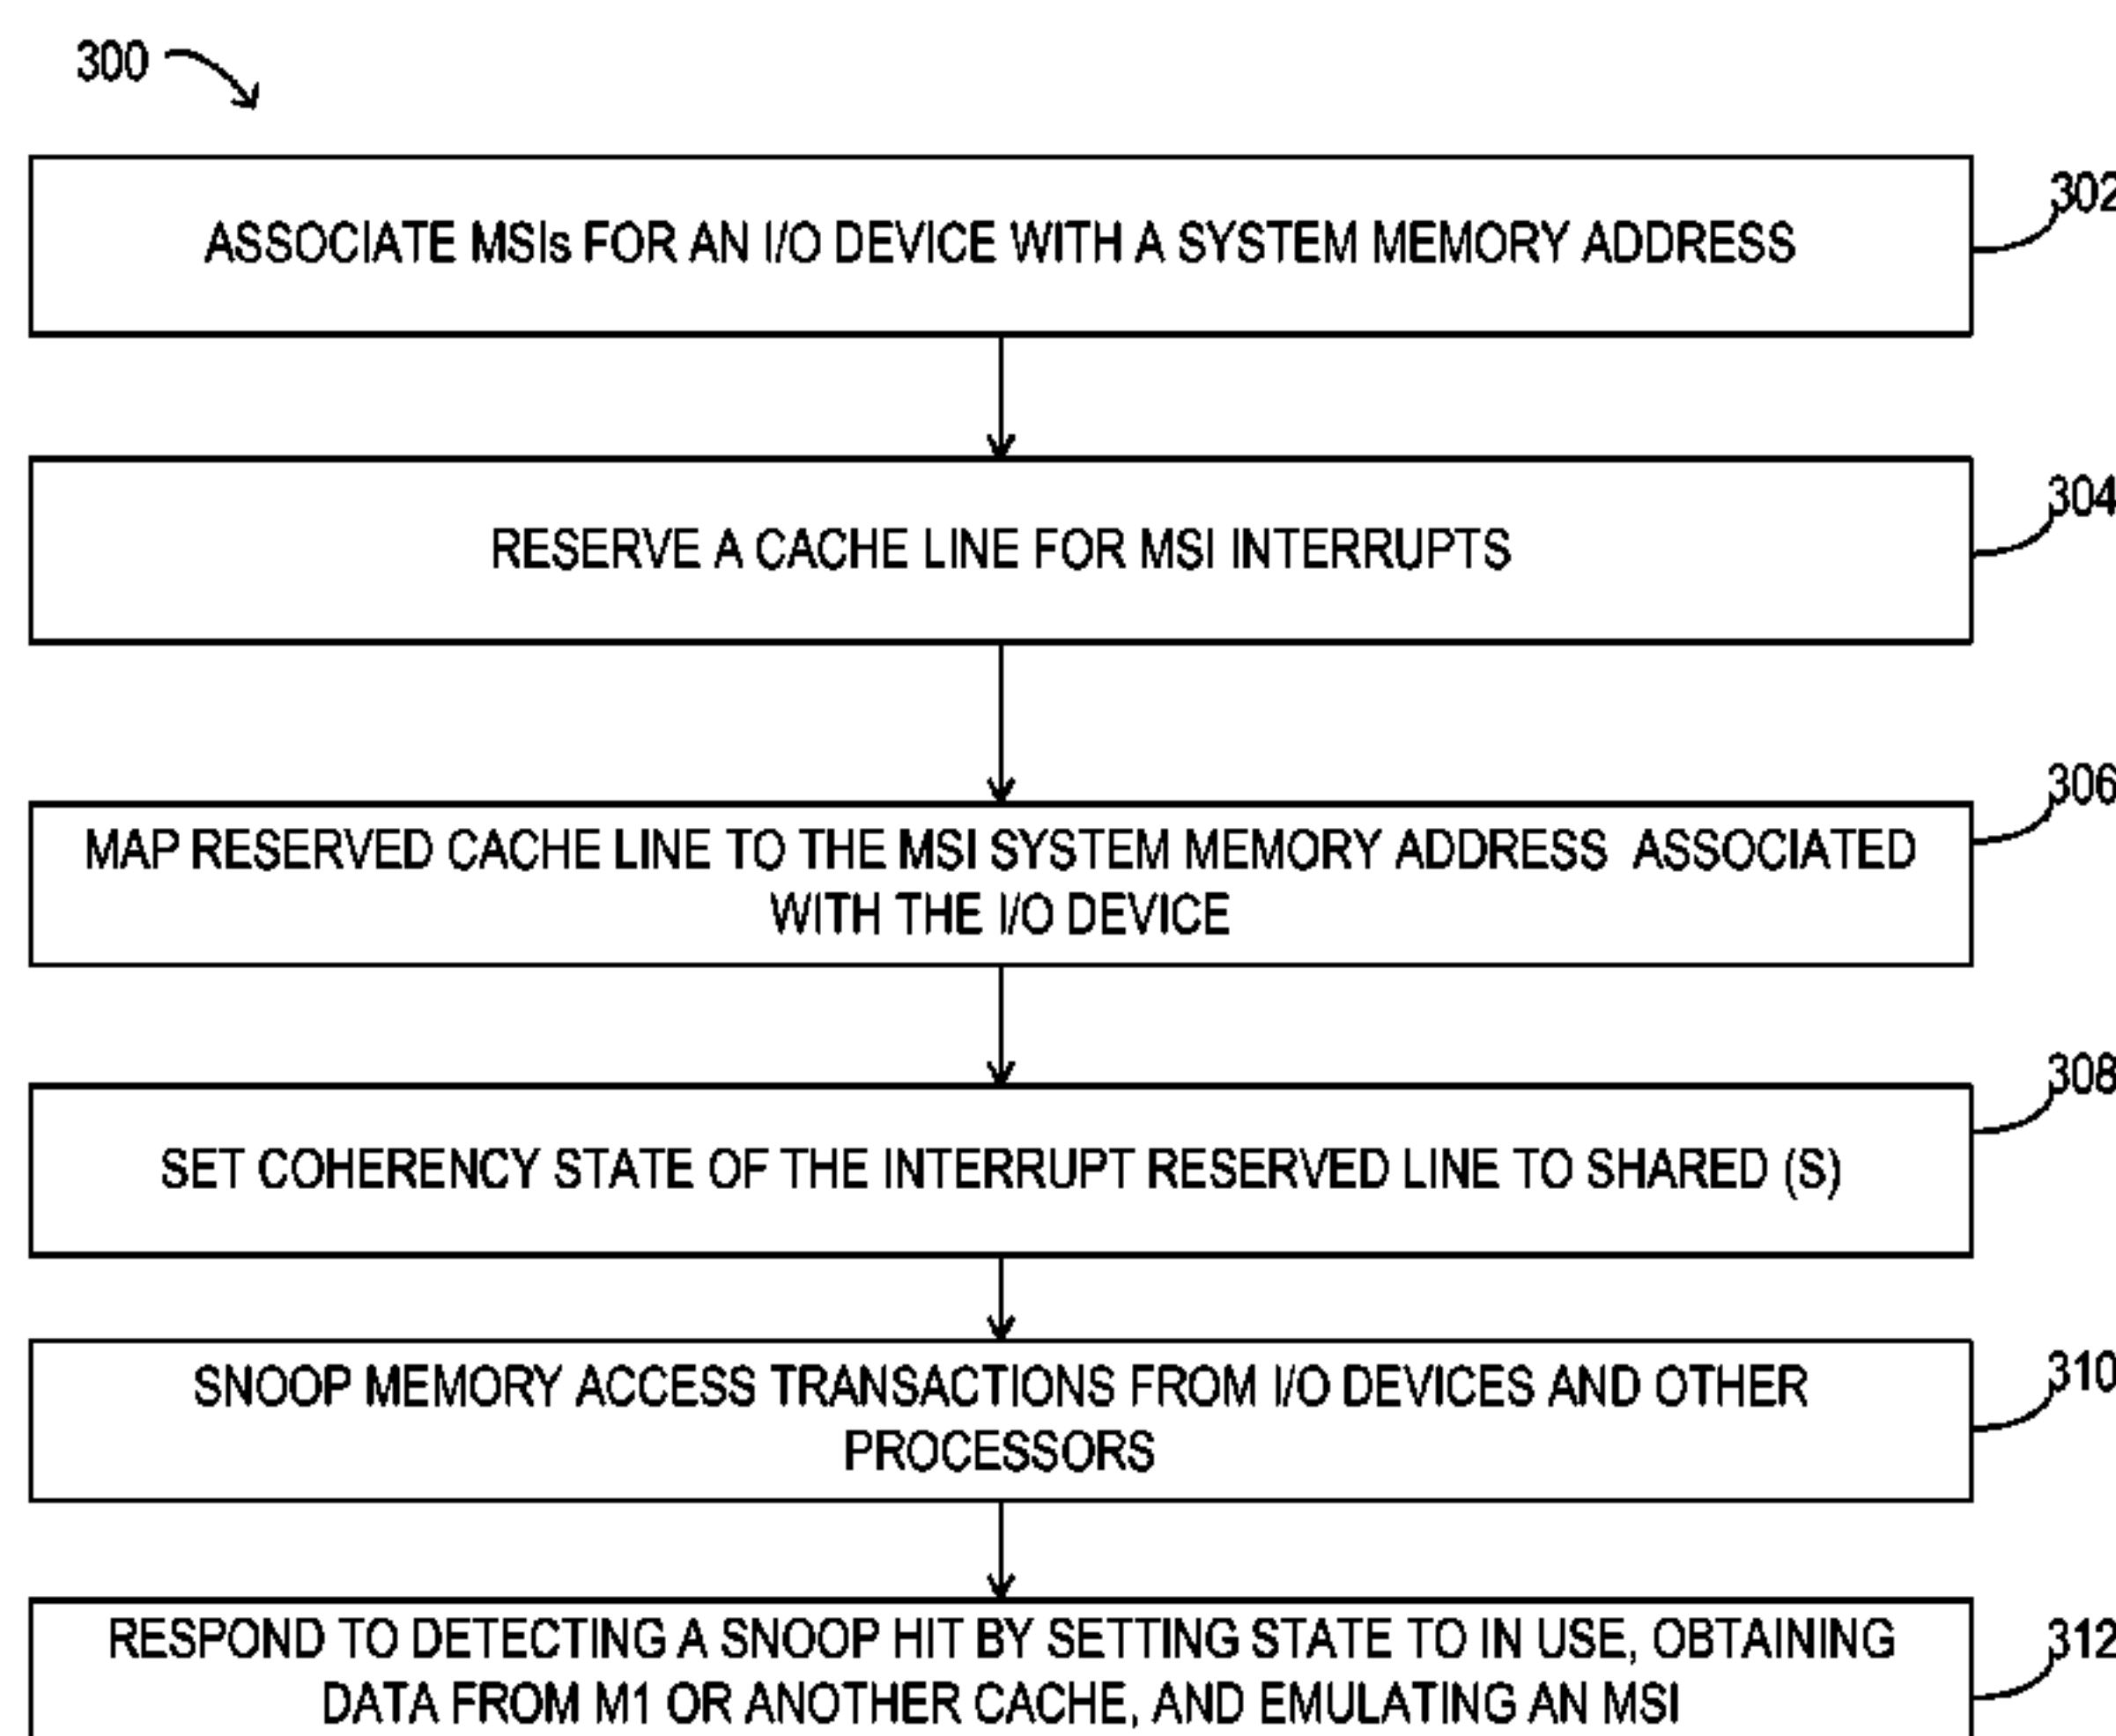 300
302
ASSOCIATE MSIs FOR AN I/O DEVICE WITH A SYSTEM MEMORY ADDRESS
304
RESERVE A CACHE LINE FOR MSI INTERRUPTS
306
MAP RESERVED CACHE LINE TO THE MSI SYSTEM MEMORY ADDRESS ASSOCIATED
WITH THE I/O DEVICE
308
SET COHERENCY STATE OF THE INTERRUPT RESERVED LINE TO SHARED (S)
310
SNOOP MEMORY ACCESS TRANSACTIONS FROM I/O DEVICES AND OTHER
PROCESSORS
312
RESPOND TO DETECTING A SNOOP HIT BY SETTING STATE TO IN USE, OBTAINING
DATA FROM M1 OR ANOTHER CACHE, AND EMULATING AN MSI